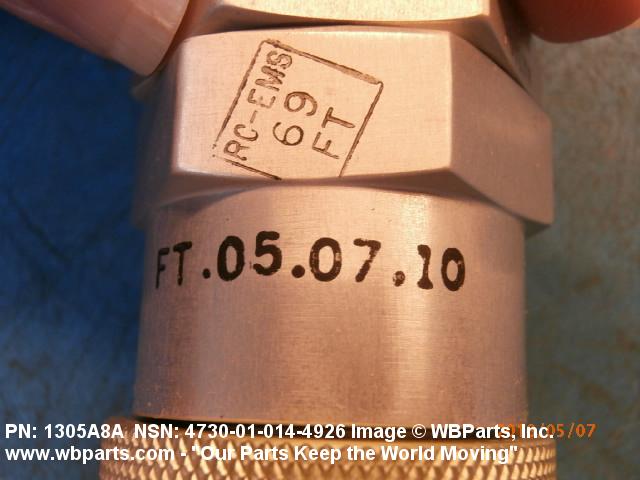 RC-EMS
69
FT
FT.05.07.10
PN: 1305A8A NSN: 4730-01-014-4926 Image © WBParts, Inc.
www.wbparts.com - "Our Parts Keep the World Moving"